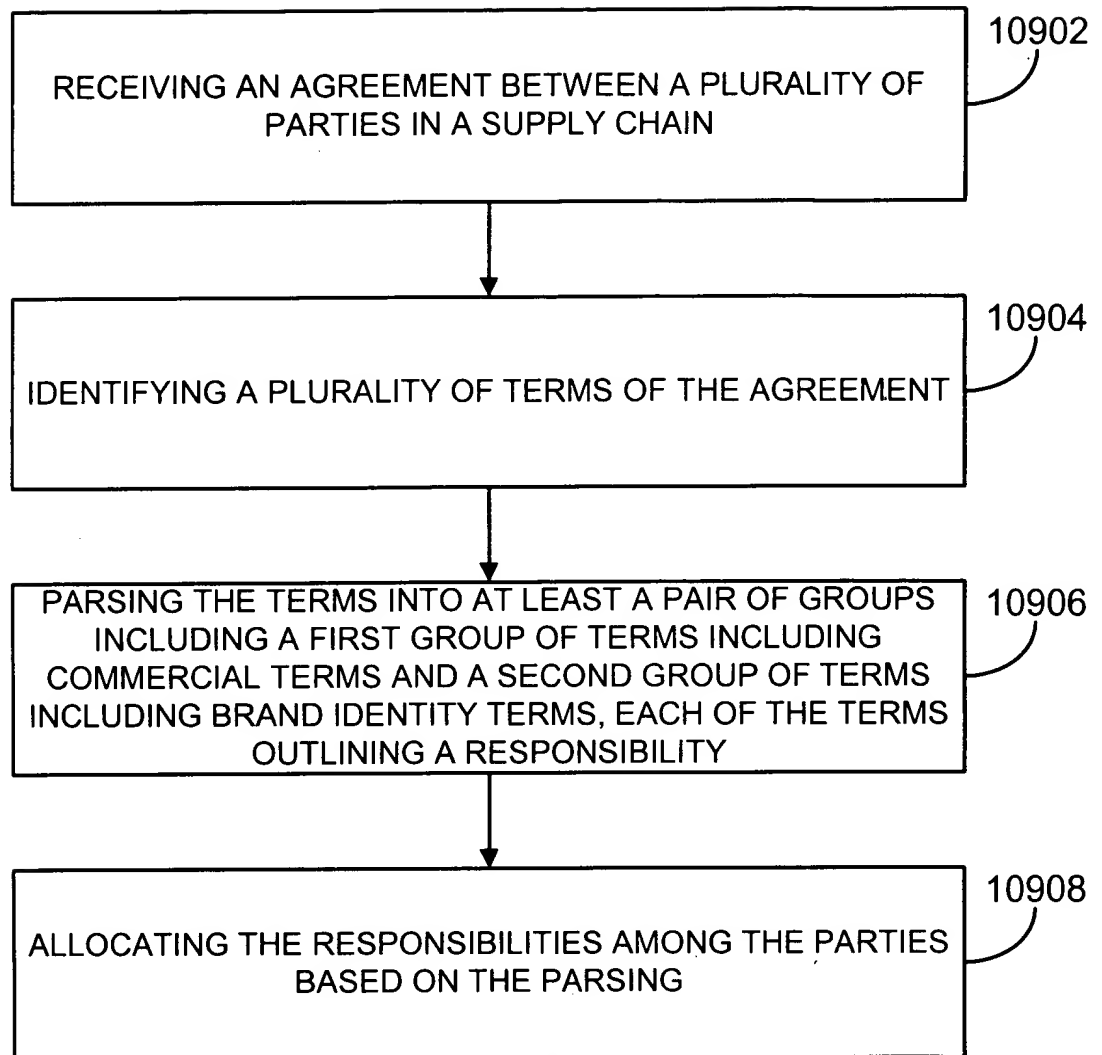 10902
RECEIVING AN AGREEMENT BETWEEN A PLURALITY OF
PARTIES IN A SUPPLY CHAIN
10904
IDENTIFYING A PLURALITY OF TERMS OF THE AGREEMENT
10906
PARSING THE TERMS INTO AT LEAST A PAIR OF GROUPS
INCLUDING A FIRST GROUP OF TERMS INCLUDING
COMMERCIAL TERMS AND A SECOND GROUP OF TERMS
INCLUDING BRAND IDENTITY TERMS, EACH OF THE TERMS
OUTLINING A RESPONSIBILITY
10908
ALLOCATING THE RESPONSIBILITIES AMONG THE PARTIES
BASED ON THE PARSING